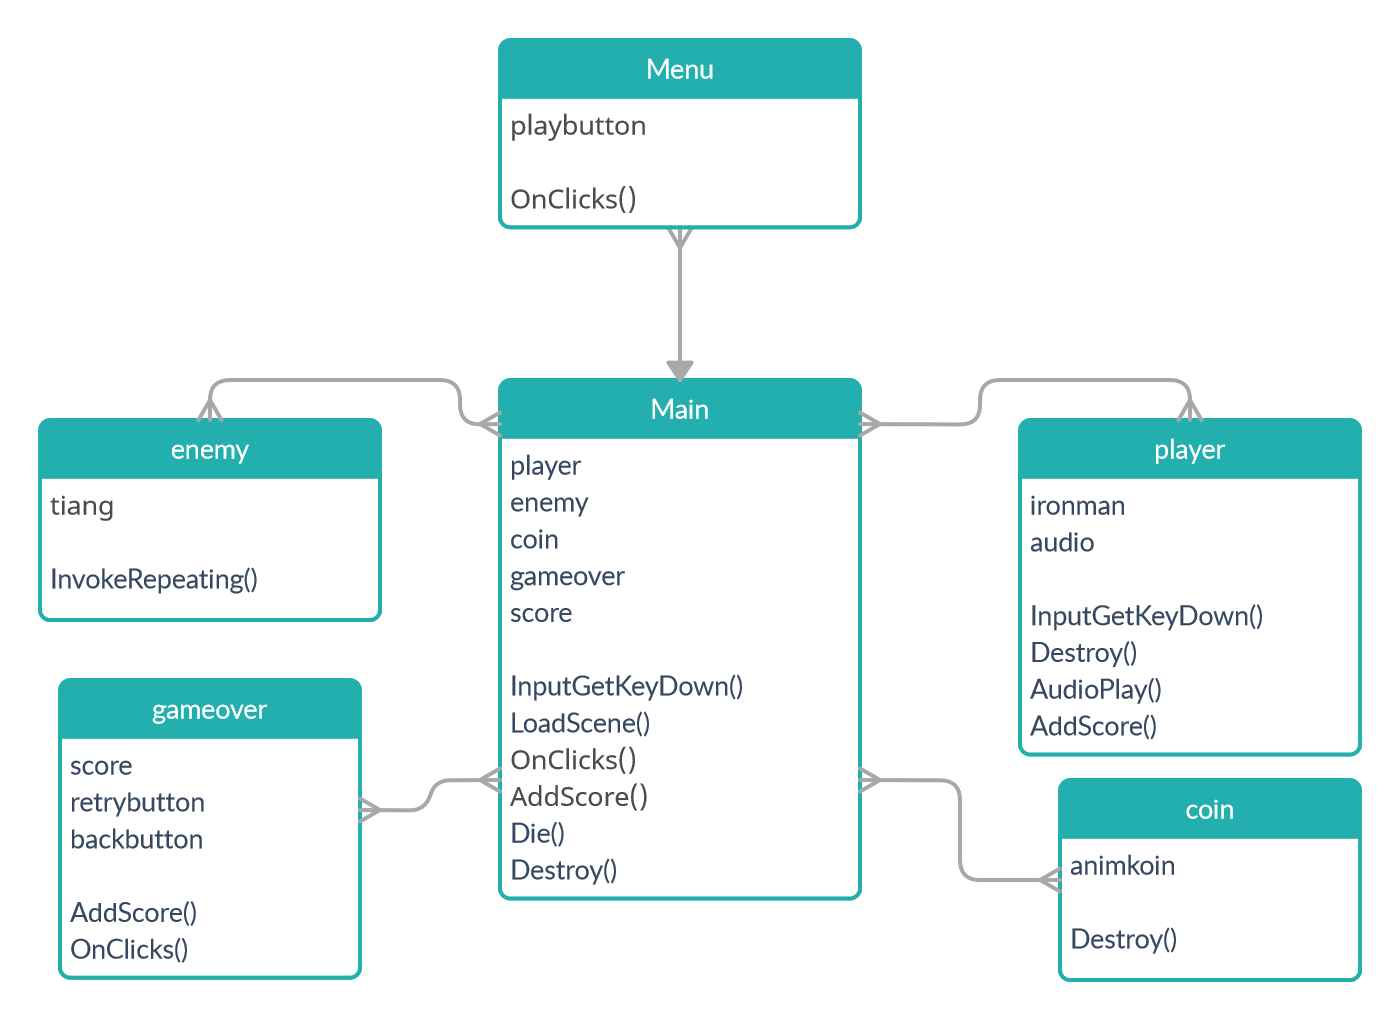 Menu
playbutton
OnClicks()
Main
player
enemy
coin
gameover
score
InputGetKeyDown()
LoadScene()
OnClicks()
AddScore()
Die()
Destroy()
enemy
tiang
InvokeRepeating()
gameover
score
retrybutton
backbutton
AddScore()
OnClicks()
player
ironman
audio
InputGetKeyDown()
Destroy()
AudioPlay()
AddScore()
coin
animkoin
Destroy()